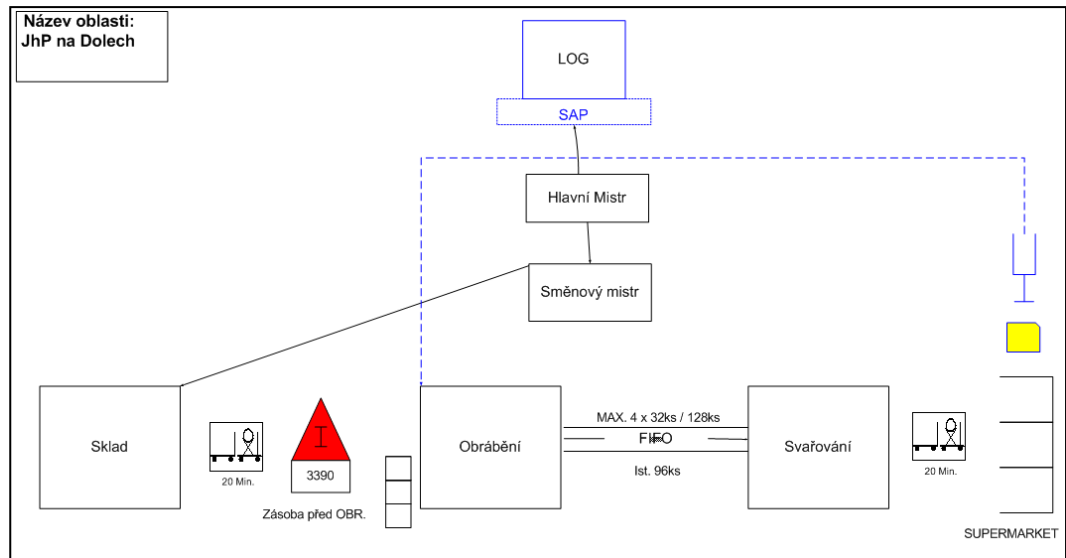 Název oblasti:
JhP na Dolech
LOG
SAP
Hlavní Mistr
Směnový mistr
Sklad
20 Min.
I
3390
Zásoba před OBR.
Obrábění
MAX. 4 x 32ks / 128ks
FIFO
Ist. 96ks
Svařování
20 Min.
SUPERMARKET